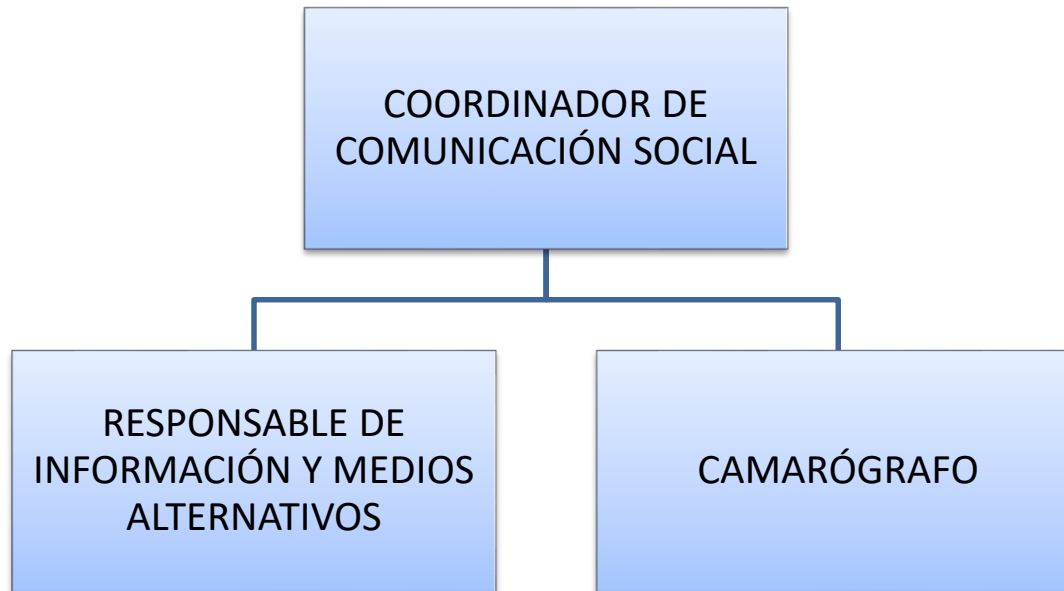 COORDINADOR DE
COMUNICACIÓN SOCIAL
RESPONSABLE DE
INFORMACIÓN Y MEDIOS
ALTERNATIVOS
CAMARÓGRAFO